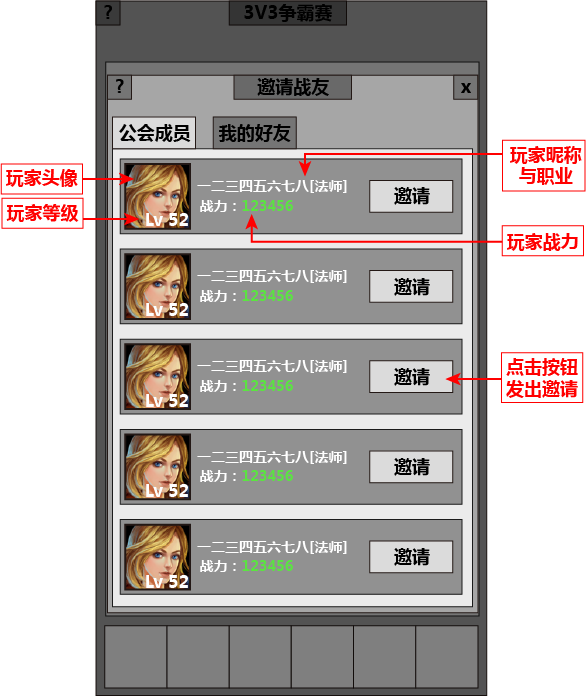 ?
3V3争霸赛
?
邀请战友
x
公会成员
我的好友
玩家昵称
与职业
玩家头像
一二三四五六七八[法师]
邀请
玩家等级
战力：123456
Lv 52
玩家战力
一二三四五六七八[法师]
邀请
战力：123456
Lv 52
点击按钮
发出邀请
一二三四五六七八[法师]
邀请
战力：123456
Lv 52
一二三四五六七八[法师]
邀请
战力：123456
Lv 52
一二三四五六七八[法师]
邀请
战力：123456
Lv 52